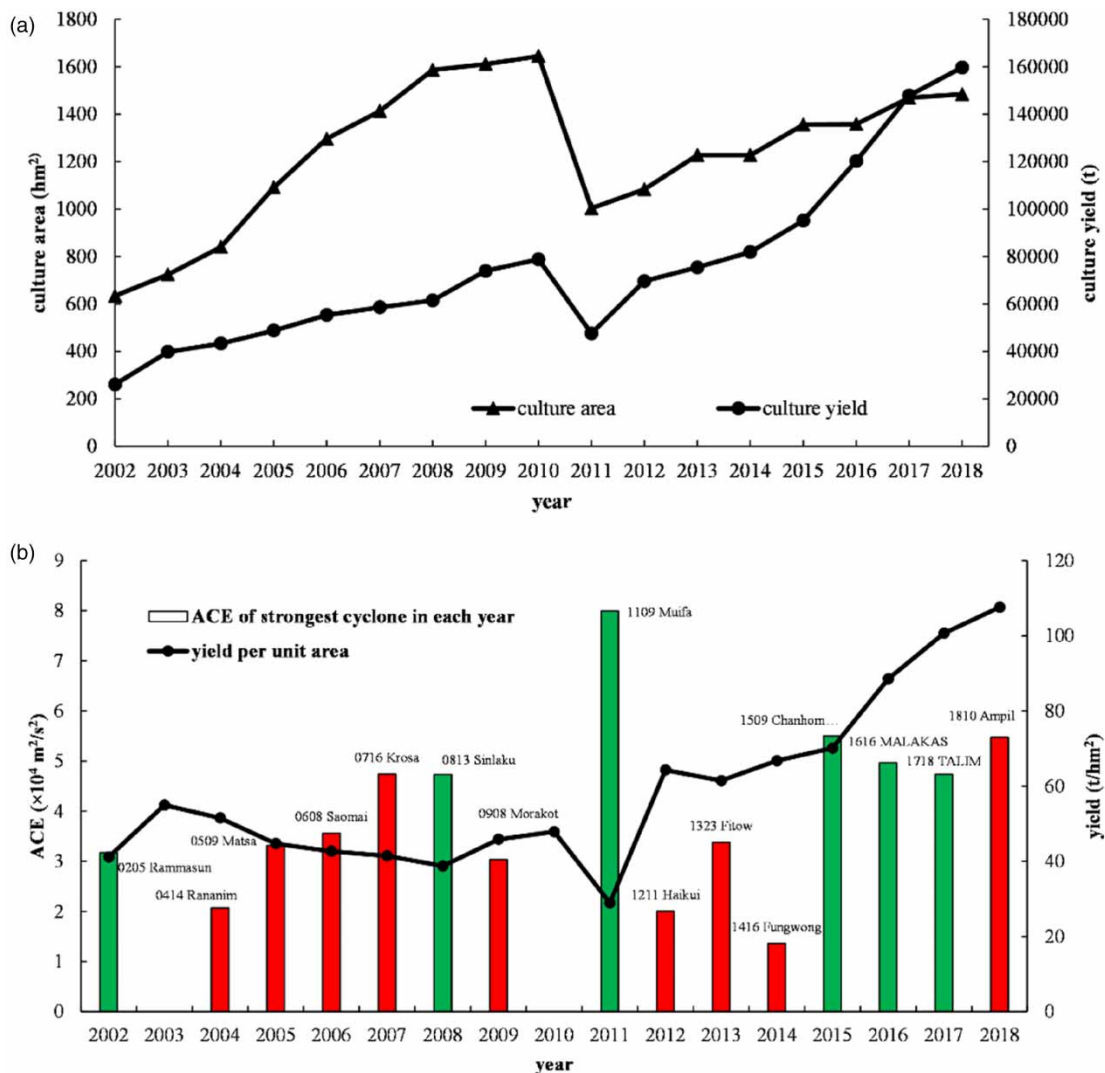 (a)
1800
1600
1400
1200
1000
800
600
400
200
0
culture area (hm²)
180000
160000
140000
120000
100000
80000
60000
40000
20000
0
culture yield (t)
culture area
culture yield
2002 2003 2004 2005 2006 2007 2008 2009 2010 2011 2012 2013 2014 2015 2016 2017 2018
year
(b)
9
8
7
6
5
4
3
2
1
0
ACE (×10⁴ m²/s²)
120
100
80
60
40
20
0
yield (t/hm²)
ACE of strongest cyclone in each year
yield per unit area
0205 Rammasun
0414 Rananim
0509 Matsa
0608 Saomai
0716 Krosa
0813 Sinlaku
0908 Morakot
1109 Muifa
1211 Haikui
1323 Fitow
1416 Fungwong
1509 Chanhom…
1616 MALAKAS
1718 TALIM
1810 Ampil
2002 2003 2004 2005 2006 2007 2008 2009 2010 2011 2012 2013 2014 2015 2016 2017 2018
year